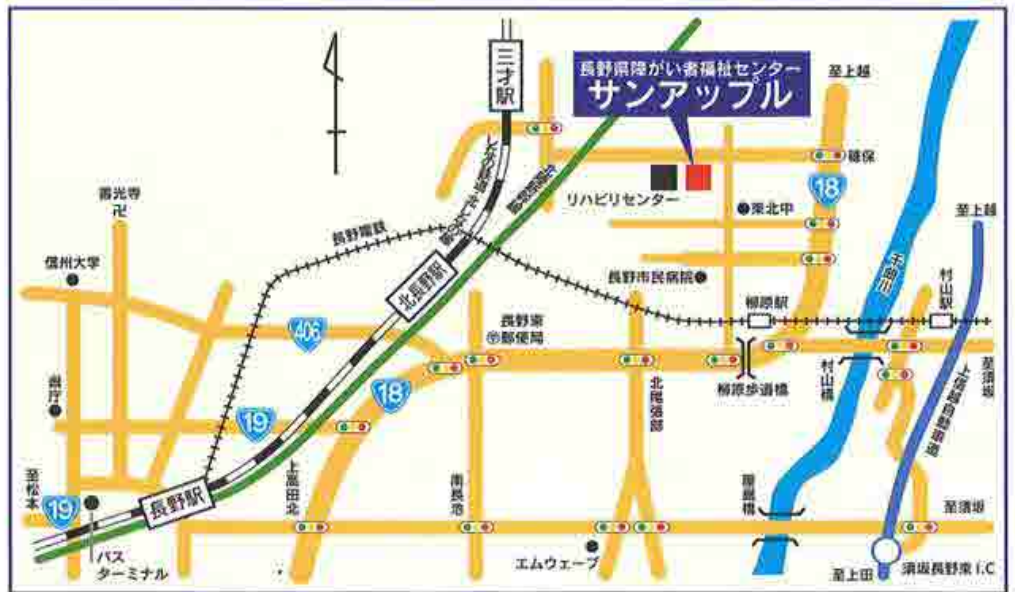 三才駅
長野県障がい者福祉センター
サンアップル
至上越
穂保
18
リハビリセンター
東北中
善光寺
卍
しなの鉄道
北陸新幹線
長野電鉄
至上越
信州大学
北長野駅
長野市民病院
千曲川
柳原駅
村山駅
406
長野東
〒郵便局
県庁
19
18
北尾張部
柳原歩道橋
村山橋
上信越自動車道
至須坂
至松本
19
長野駅
上高田北
南長池
屋島橋
至須坂
バス
ターミナル
エムウェーブ
至上田
須坂長野東I.C